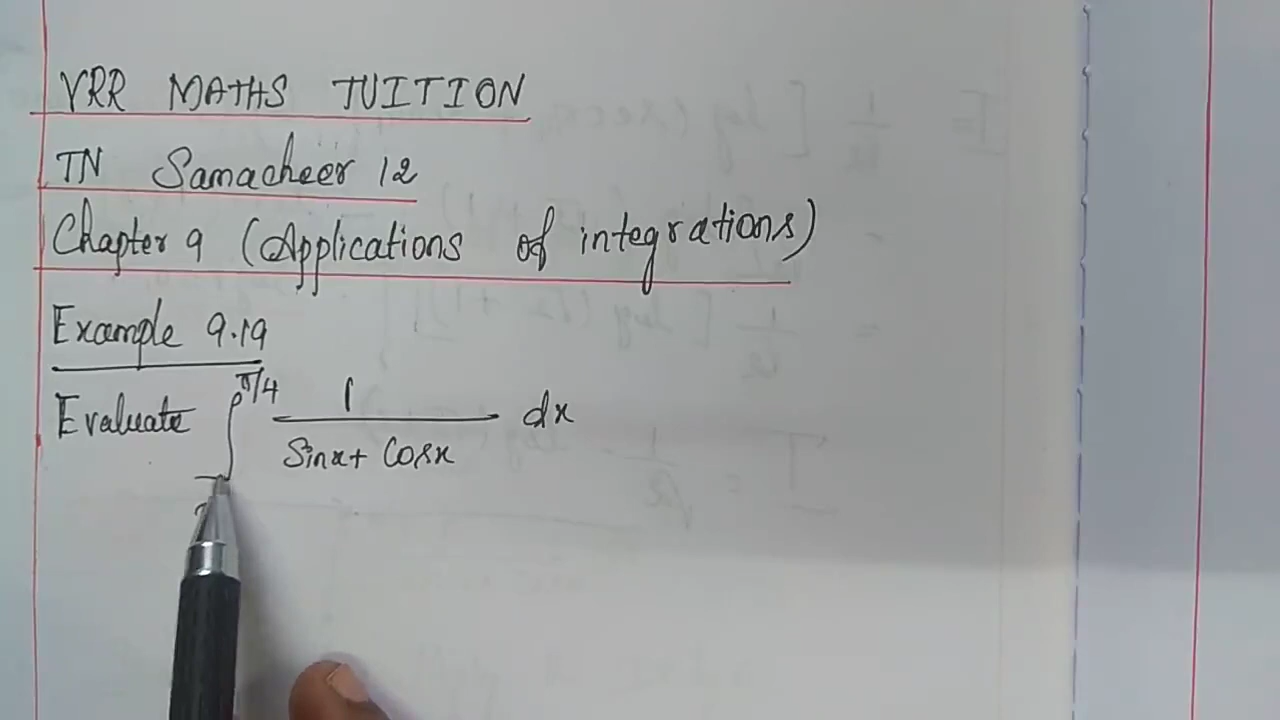 VRR MATHS TUITION
TN Samacheer 12
Chapter 9 (Applications of integrations)
Example 9.19
Evaluate ∫ π/4 1/(Sinx + Cosx) dx